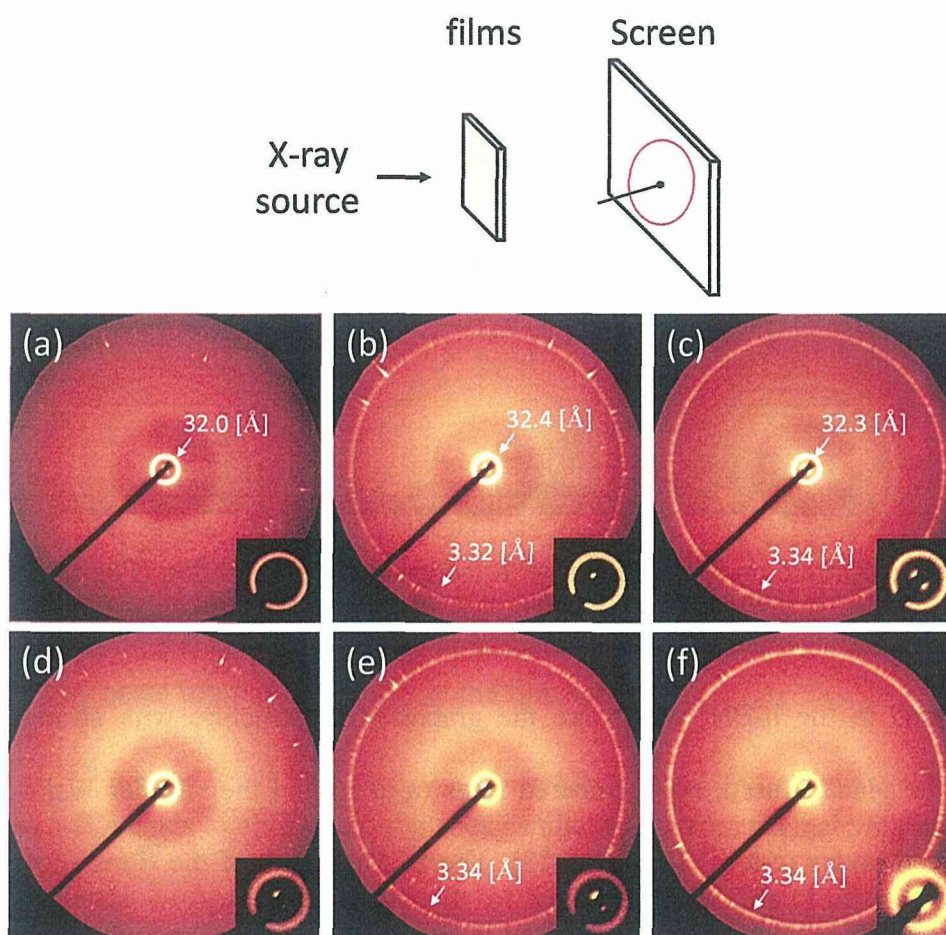 films
Screen
X-ray
source
(a)
32.0 [Å]
(b)
32.4 [Å]
3.32 [Å]
(c)
32.3 [Å]
3.34 [Å]
(d)
(e)
3.34 [Å]
(f)
3.34 [Å]